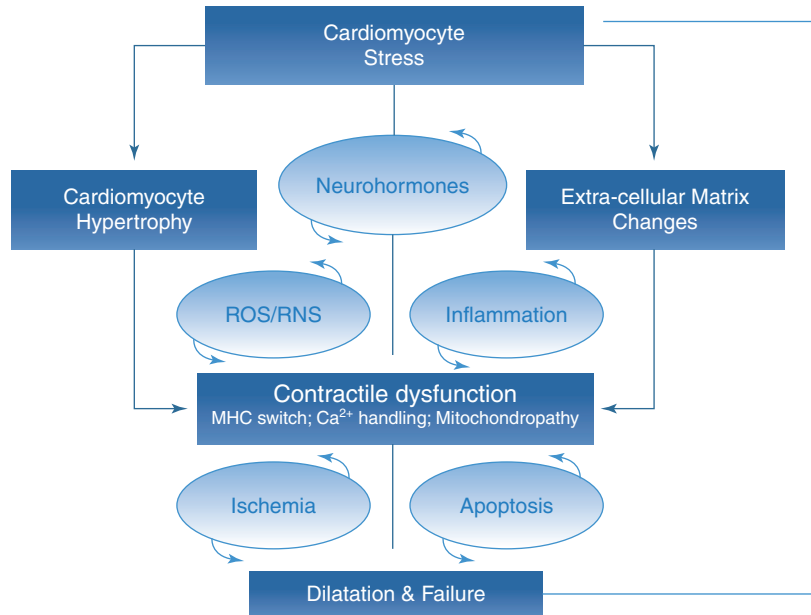 Cardiomyocyte
Stress
Neurohormones
Cardiomyocyte
Hypertrophy
Extra-cellular Matrix
Changes
ROS/RNS
Inflammation
Contractile dysfunction
MHC switch; Ca²⁺ handling; Mitochondropathy
Ischemia
Apoptosis
Dilatation & Failure